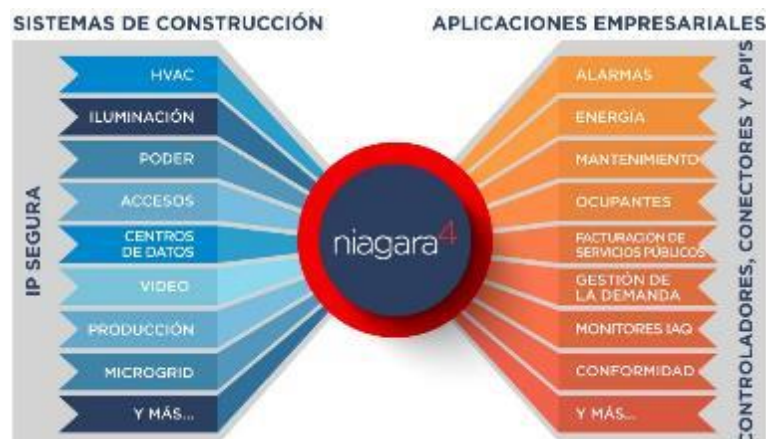 SISTEMAS DE CONSTRUCCIÓN
APLICACIONES EMPRESARIALES
IP SEGURA
HVAC
ILUMINACIÓN
PODER
ACCESOS
CENTROS
DE DATOS
VIDEO
PRODUCCIÓN
MICROGRID
Y MÁS...
niagara4
ALARMAS
ENERGÍA
MANTENIMIENTO
OCUPANTES
FACTURACIÓN DE
SERVICIOS PÚBLICOS
GESTIÓN DE
LA DEMANDA
MONITORES IAQ
CONFORMIDAD
Y MÁS...
CONTROLADORES, CONECTORES Y API'S